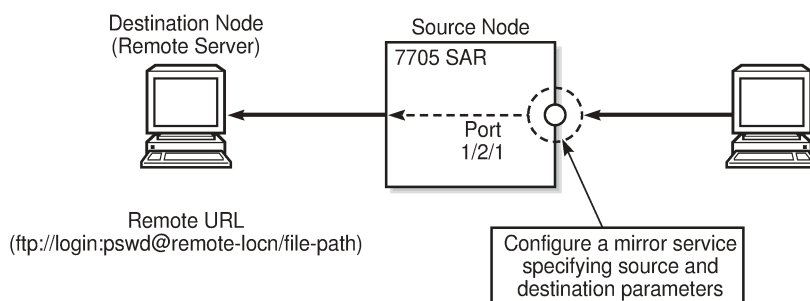 Destination Node
(Remote Server)
Source Node
7705 SAR
Port
1/2/1
Remote URL
(ftp://login:pswd@remote-locn/file-path)
Configure a mirror service
specifying source and
destination parameters